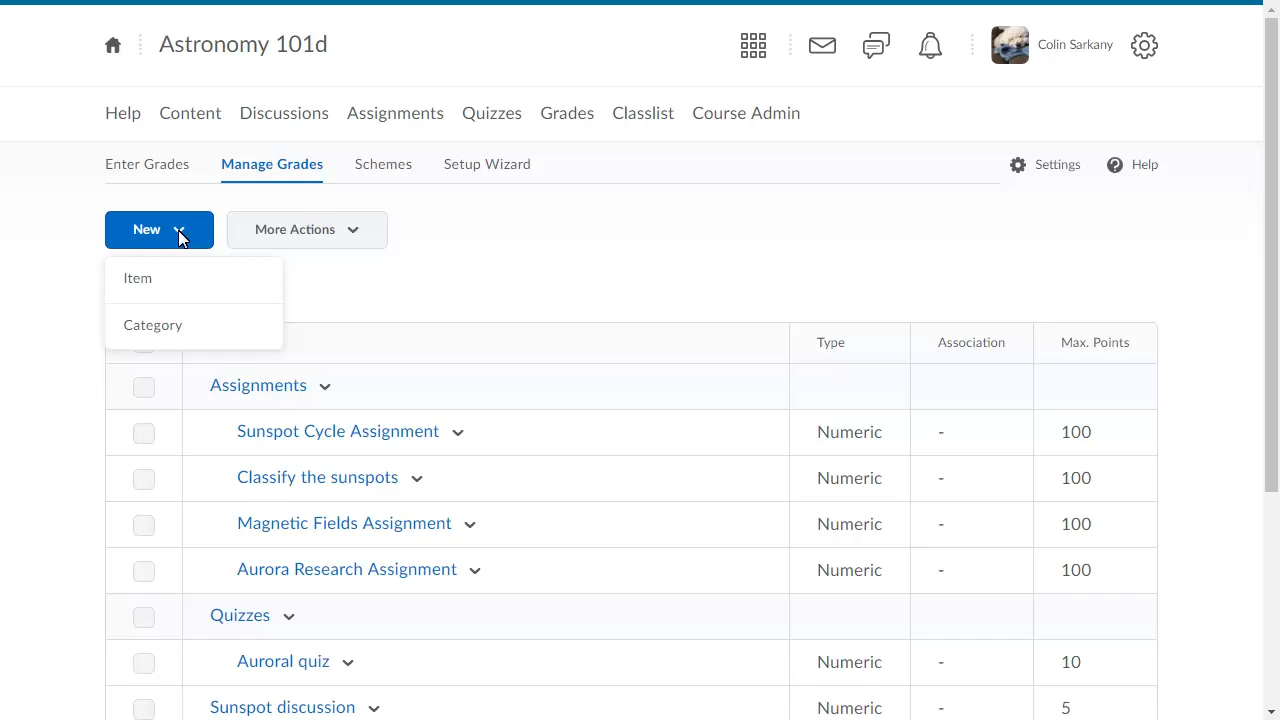 Astronomy 101d
Colin Sarkany
Help Content Discussions Assignments Quizzes Grades Classlist Course Admin
Enter Grades Manage Grades Schemes Setup Wizard Settings Help
New More Actions
Item
Category
Type Association Max. Points
Assignments
Sunspot Cycle Assignment Numeric - 100
Classify the sunspots Numeric - 100
Magnetic Fields Assignment Numeric - 100
Aurora Research Assignment Numeric - 100
Quizzes
Auroral quiz Numeric - 10
Sunspot discussion Numeric - 5